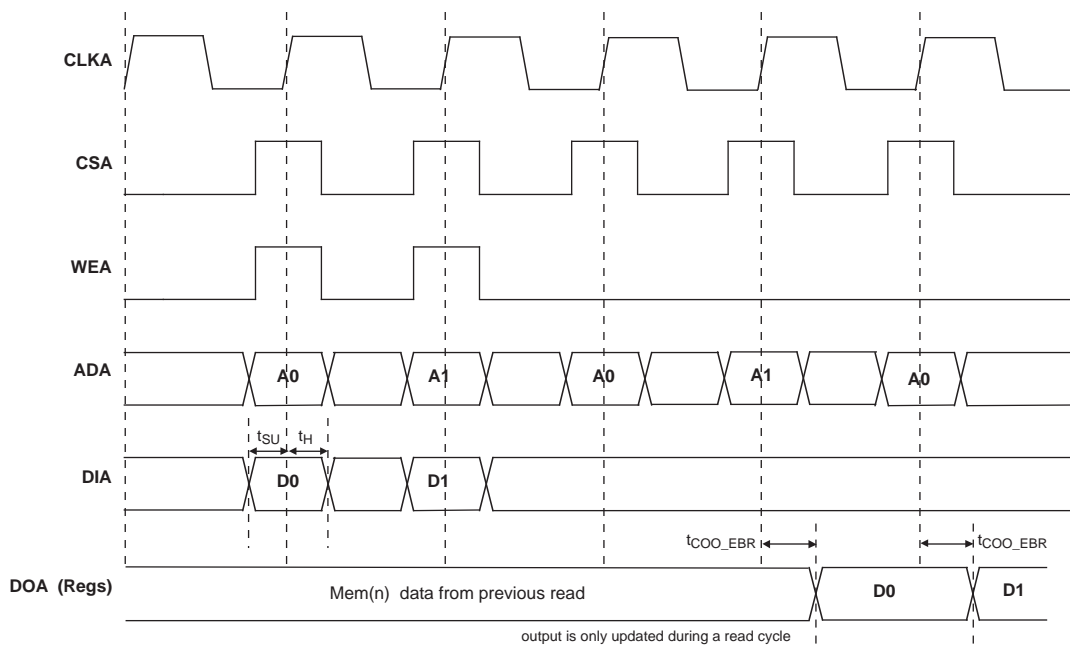 CLKA
CSA
WEA
ADA
A0
A1
A0
A1
A0
tSU
tH
DIA
D0
D1
tCOO_EBR
tCOO_EBR
DOA (Regs)
Mem(n) data from previous read
D0
D1
output is only updated during a read cycle